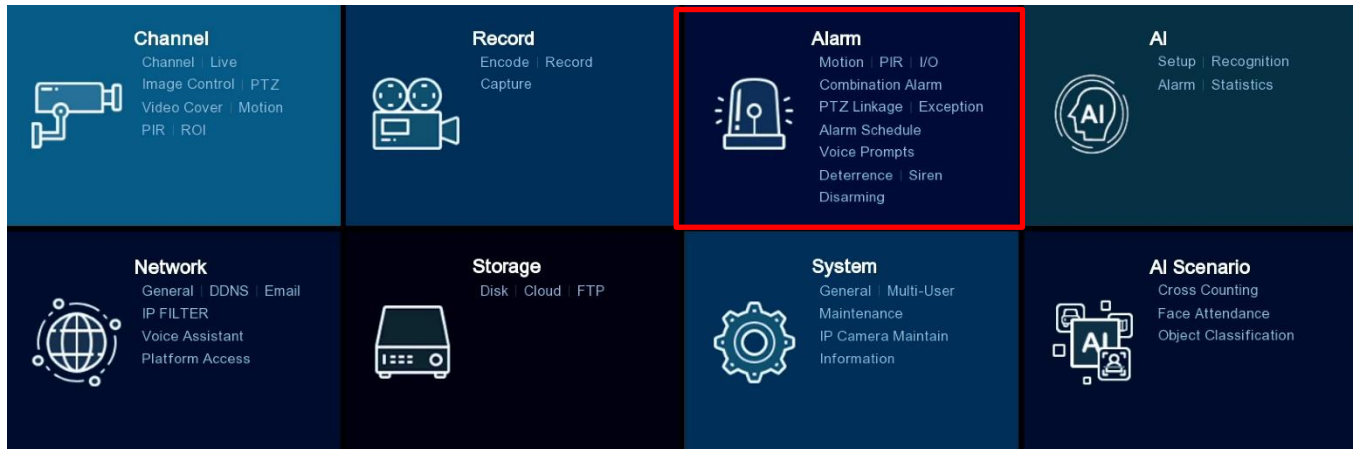 Channel
Channel | Live
Image Control | PTZ
Video Cover | Motion
PIR | ROI
Record
Encode | Record
Capture
Alarm
Motion | PIR | I/O
Combination Alarm
PTZ Linkage | Exception
Alarm Schedule
Voice Prompts
Deterrence | Siren
Disarming
AI
Setup | Recognition
Alarm | Statistics
AI
Network
General | DDNS | Email
IP FILTER
Voice Assistant
Platform Access
Storage
Disk | Cloud | FTP
System
General | Multi-User
Maintenance
IP Camera Maintain
Information
AI Scenario
Cross Counting
Face Attendance
Object Classification
AI